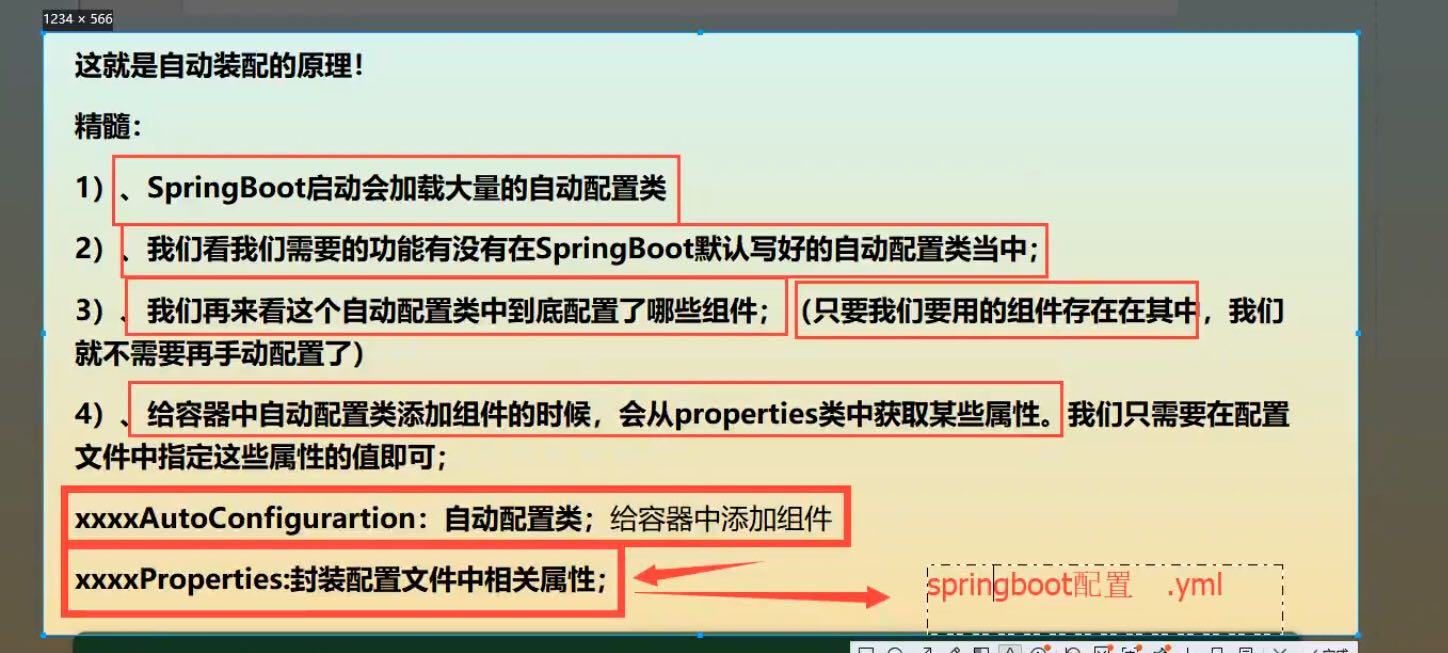 1234 × 566
这就是自动装配的原理！
精髓：
1）、SpringBoot启动会加载大量的自动配置类
2）、我们看我们需要的功能有没有在SpringBoot默认写好的自动配置类当中；
3）、我们再来看这个自动配置类中到底配置了哪些组件；（只要我们要用的组件存在在其中，我们
就不需要再手动配置了）
4）、给容器中自动配置类添加组件的时候，会从properties类中获取某些属性。我们只需要在配置
文件中指定这些属性的值即可；
xxxxAutoConfigurartion：自动配置类；给容器中添加组件
xxxxProperties:封装配置文件中相关属性；
springboot配置 .yml